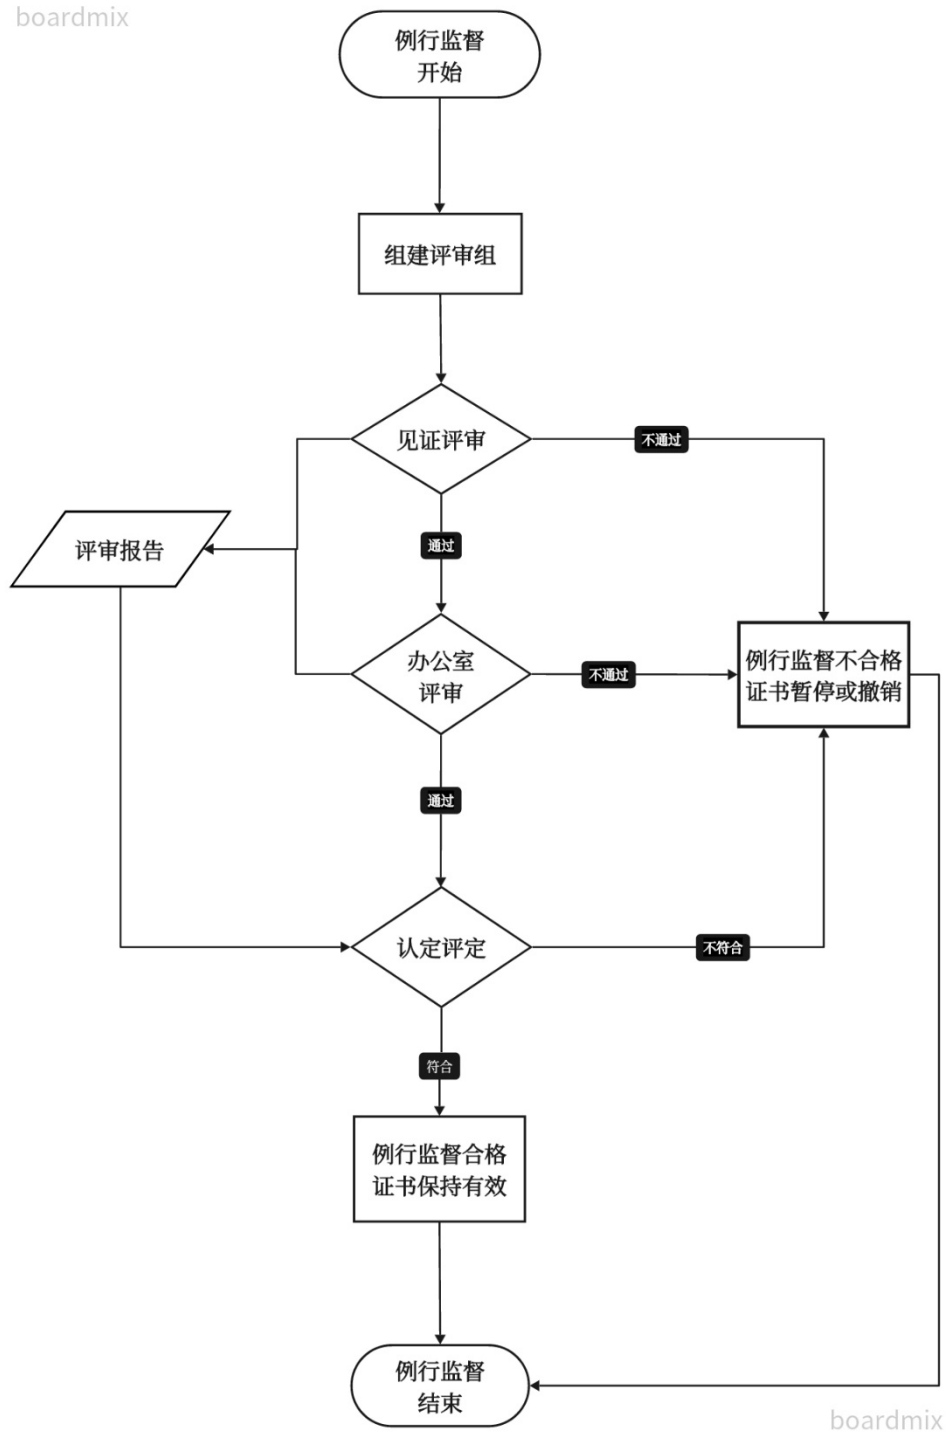 boardmix
例行监督
开始
组建评审组
见证评审
不通过
通过
评审报告
办公室
评审
不通过
例行监督不合格
证书暂停或撤销
通过
认定评定
不符合
符合
例行监督合格
证书保持有效
例行监督
结束
boardmix